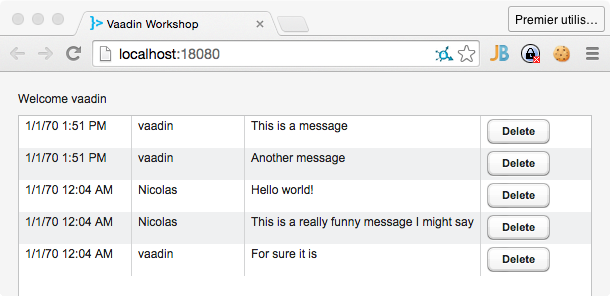 Vaadin Workshop
Premier utilis…
localhost:18080
JB
Welcome vaadin
1/1/70 1:51 PM vaadin This is a message Delete
1/1/70 1:51 PM vaadin Another message Delete
1/1/70 12:04 AM Nicolas Hello world! Delete
1/1/70 12:04 AM Nicolas This is a really funny message I might say Delete
1/1/70 12:04 AM vaadin For sure it is Delete